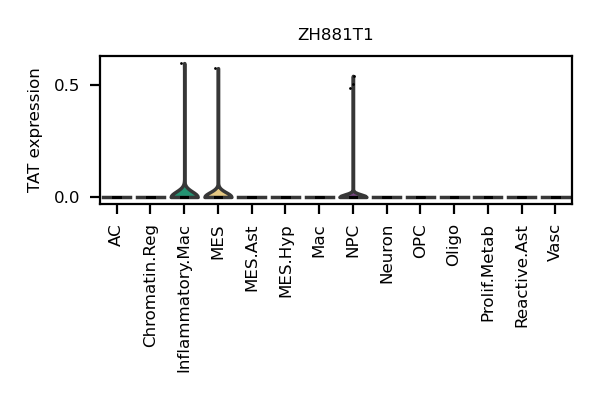 ZH881T1
TAT expression
0.5
0.0
AC
Chromatin.Reg
Inflammatory.Mac
MES
MES.Ast
MES.Hyp
Mac
NPC
Neuron
OPC
Oligo
Prolif.Metab
Reactive.Ast
Vasc